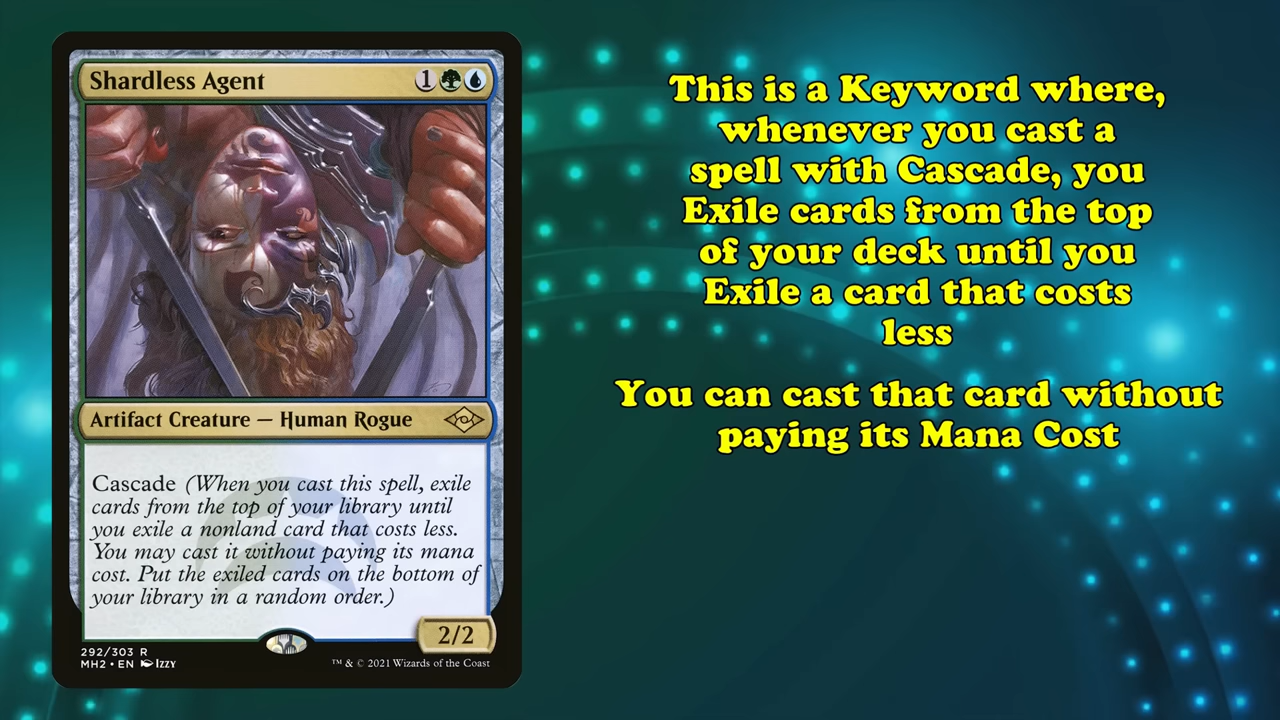 Shardless Agent
1
Artifact Creature — Human Rogue
Cascade (When you cast this spell, exile
cards from the top of your library until
you exile a nonland card that costs less.
You may cast it without paying its mana
cost. Put the exiled cards on the bottom of
your library in a random order.)
2/2
292/303 R
MH2 • EN Izzy
™ & © 2021 Wizards of the Coast
This is a Keyword where,
whenever you cast a
spell with Cascade, you
Exile cards from the top
of your deck until you
Exile a card that costs
less
You can cast that card without
paying its Mana Cost